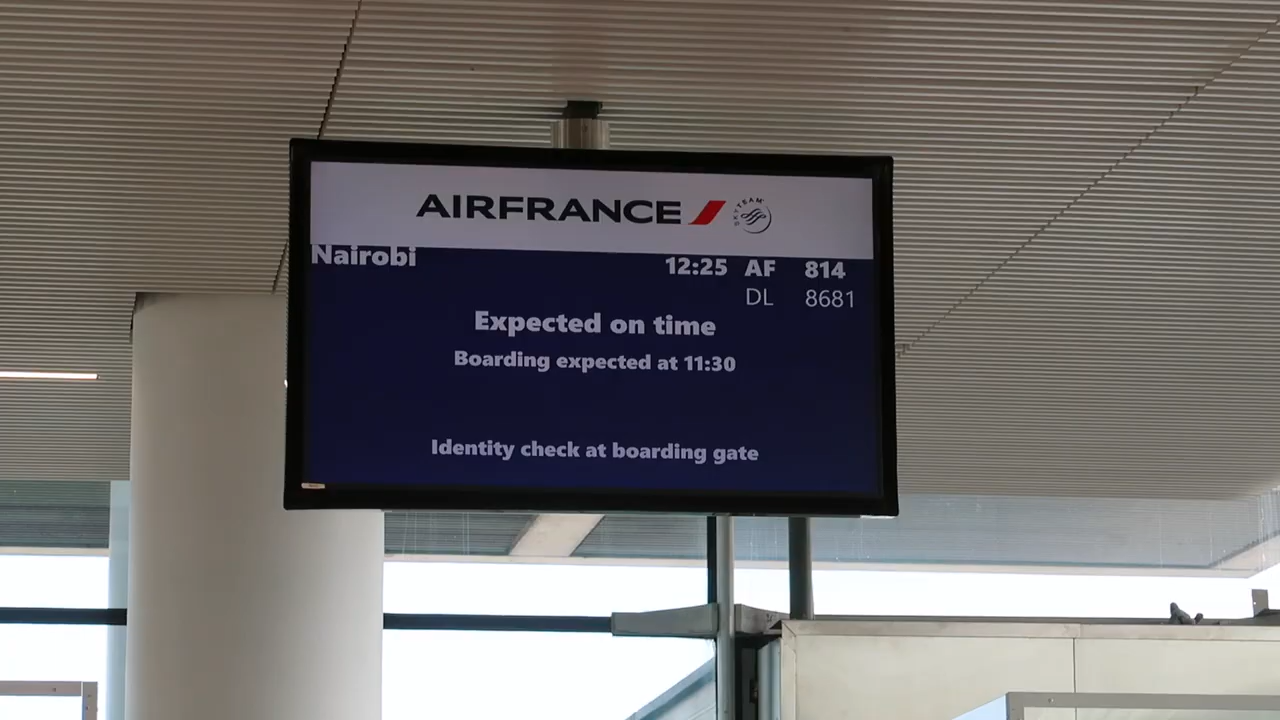 AIRFRANCE
SKYTEAM
Nairobi 12:25 AF 814
DL 8681
Expected on time
Boarding expected at 11:30
Identity check at boarding gate